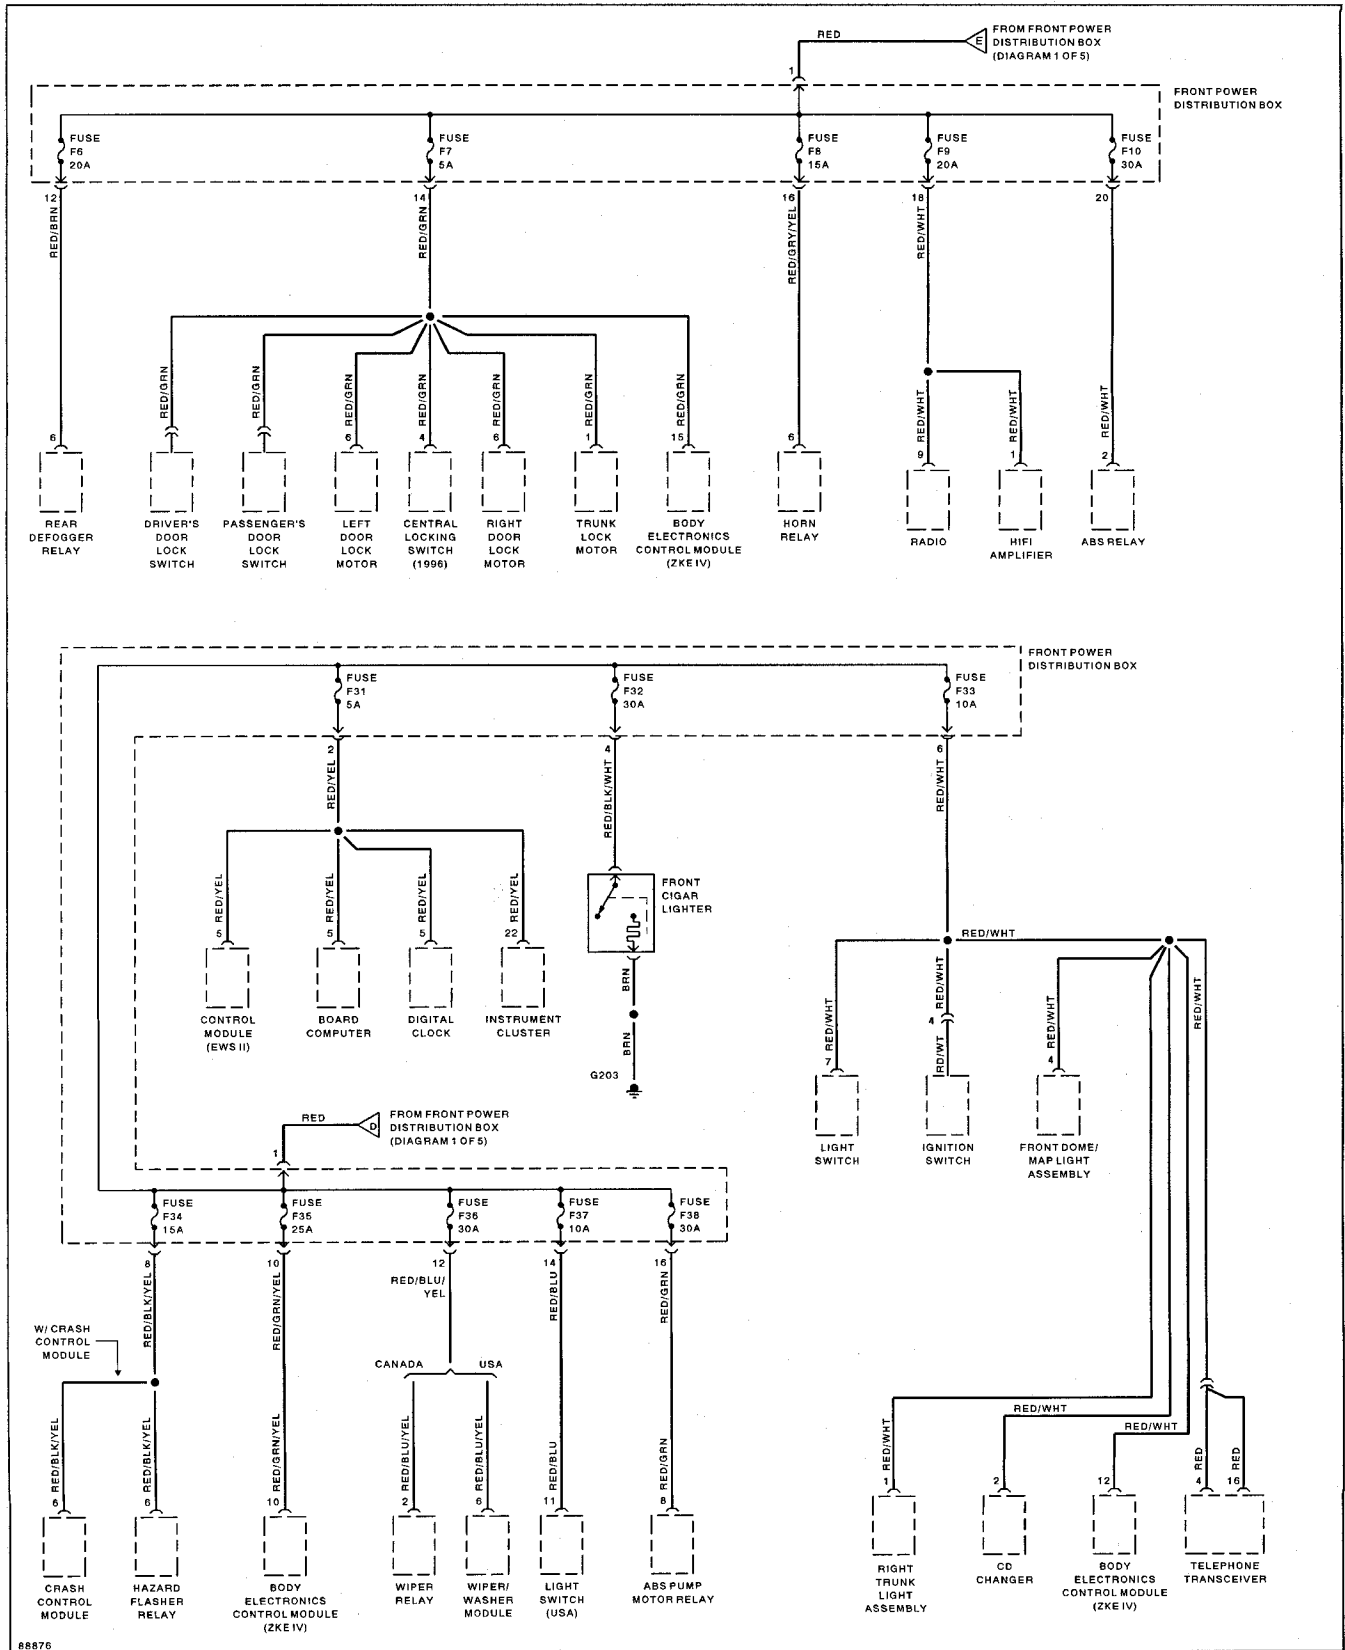 RED
E
FROM FRONT POWER
DISTRIBUTION BOX
(DIAGRAM 1 OF 5)
1
FRONT POWER
DISTRIBUTION BOX
FUSE
F6
20A
FUSE
F7
5A
FUSE
F8
15A
FUSE
F9
20A
FUSE
F10
30A
12
14
16
18
20
RED/BRN
RED/GRN
RED/GRY/YEL
RED/WHT
RED/GRN
RED/GRN
RED/GRN
RED/GRN
RED/GRN
RED/GRN
RED/GRN
RED/WHT
RED/WHT
RED/WHT
6
6
4
6
1
15
6
9
1
2
REAR
DEFOGGER
RELAY
DRIVER'S
DOOR
LOCK
SWITCH
PASSENGER'S
DOOR
LOCK
SWITCH
LEFT
DOOR
LOCK
MOTOR
CENTRAL
LOCKING
SWITCH
(1996)
RIGHT
DOOR
LOCK
MOTOR
TRUNK
LOCK
MOTOR
BODY
ELECTRONICS
CONTROL MODULE
(ZKE IV)
HORN
RELAY
RADIO
HIFI
AMPLIFIER
ABS RELAY
FRONT POWER
DISTRIBUTION BOX
FUSE
F31
5A
FUSE
F32
30A
FUSE
F33
10A
2
4
6
RED/YEL
RED/BLK/WHT
RED/WHT
RED/YEL
RED/YEL
RED/YEL
RED/YEL
5
5
5
22
FRONT
CIGAR
LIGHTER
CONTROL
MODULE
(EWS II)
BOARD
COMPUTER
DIGITAL
CLOCK
INSTRUMENT
CLUSTER
BRN
BRN
G203
RED/WHT
RED/WHT
RED/WHT
4
RD/WT
RED/WHT
RED/WHT
7
4
LIGHT
SWITCH
IGNITION
SWITCH
FRONT DOME/
MAP LIGHT
ASSEMBLY
RED
D
FROM FRONT POWER
DISTRIBUTION BOX
(DIAGRAM 1 OF 5)
1
FUSE
F34
15A
FUSE
F35
25A
FUSE
F36
30A
FUSE
F37
10A
FUSE
F38
30A
8
10
12
14
16
RED/BLK/YEL
RED/GRN/YEL
RED/BLU/
YEL
RED/BLU
RED/GRN
W/ CRASH
CONTROL
MODULE
CANADA
USA
RED/BLK/YEL
RED/BLK/YEL
RED/GRN/YEL
RED/BLU/YEL
RED/BLU/YEL
RED/BLU
RED/GRN
6
6
10
2
6
11
8
CRASH
CONTROL
MODULE
HAZARD
FLASHER
RELAY
BODY
ELECTRONICS
CONTROL MODULE
(ZKE IV)
WIPER
RELAY
WIPER/
WASHER
MODULE
LIGHT
SWITCH
(USA)
ABS PUMP
MOTOR RELAY
RED/WHT
RED/WHT
RED/WHT
RED
RED
1
2
12
4
16
RIGHT
TRUNK
LIGHT
ASSEMBLY
CD
CHANGER
BODY
ELECTRONICS
CONTROL MODULE
(ZKE IV)
TELEPHONE
TRANSCEIVER
88876